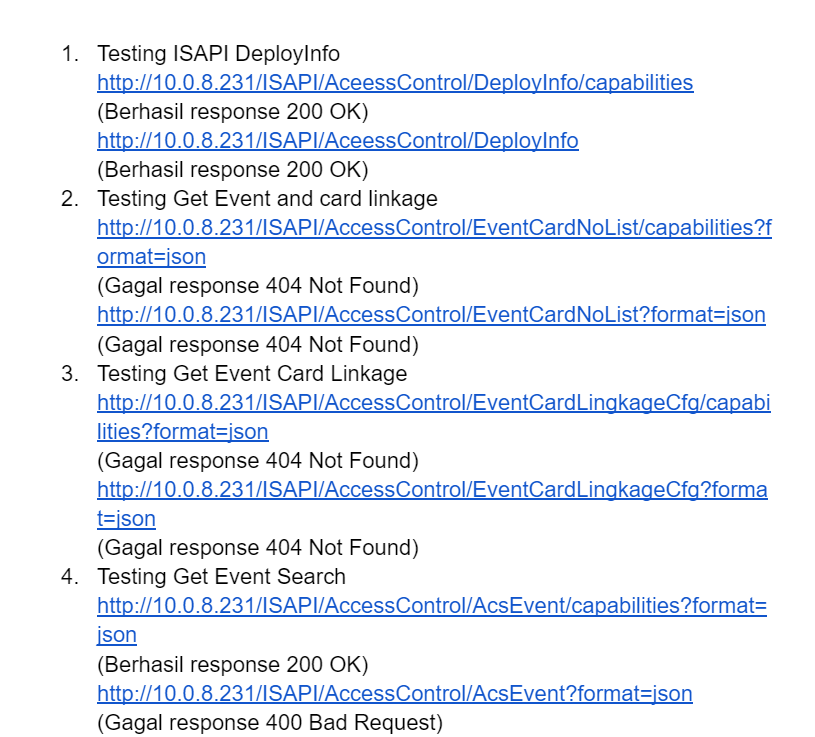 1. Testing ISAPI DeployInfo
http://10.0.8.231/ISAPI/AceessControl/DeployInfo/capabilities
(Berhasil response 200 OK)
http://10.0.8.231/ISAPI/AceessControl/DeployInfo
(Berhasil response 200 OK)
2. Testing Get Event and card linkage
http://10.0.8.231/ISAPI/AccessControl/EventCardNoList/capabilities?f
ormat=json
(Gagal response 404 Not Found)
http://10.0.8.231/ISAPI/AccessControl/EventCardNoList?format=json
(Gagal response 404 Not Found)
3. Testing Get Event Card Linkage
http://10.0.8.231/ISAPI/AccessControl/EventCardLingkageCfg/capabi
lities?format=json
(Gagal response 404 Not Found)
http://10.0.8.231/ISAPI/AccessControl/EventCardLingkageCfg?forma
t=json
(Gagal response 404 Not Found)
4. Testing Get Event Search
http://10.0.8.231/ISAPI/AccessControl/AcsEvent/capabilities?format=
json
(Berhasil response 200 OK)
http://10.0.8.231/ISAPI/AccessControl/AcsEvent?format=json
(Gagal response 400 Bad Request)